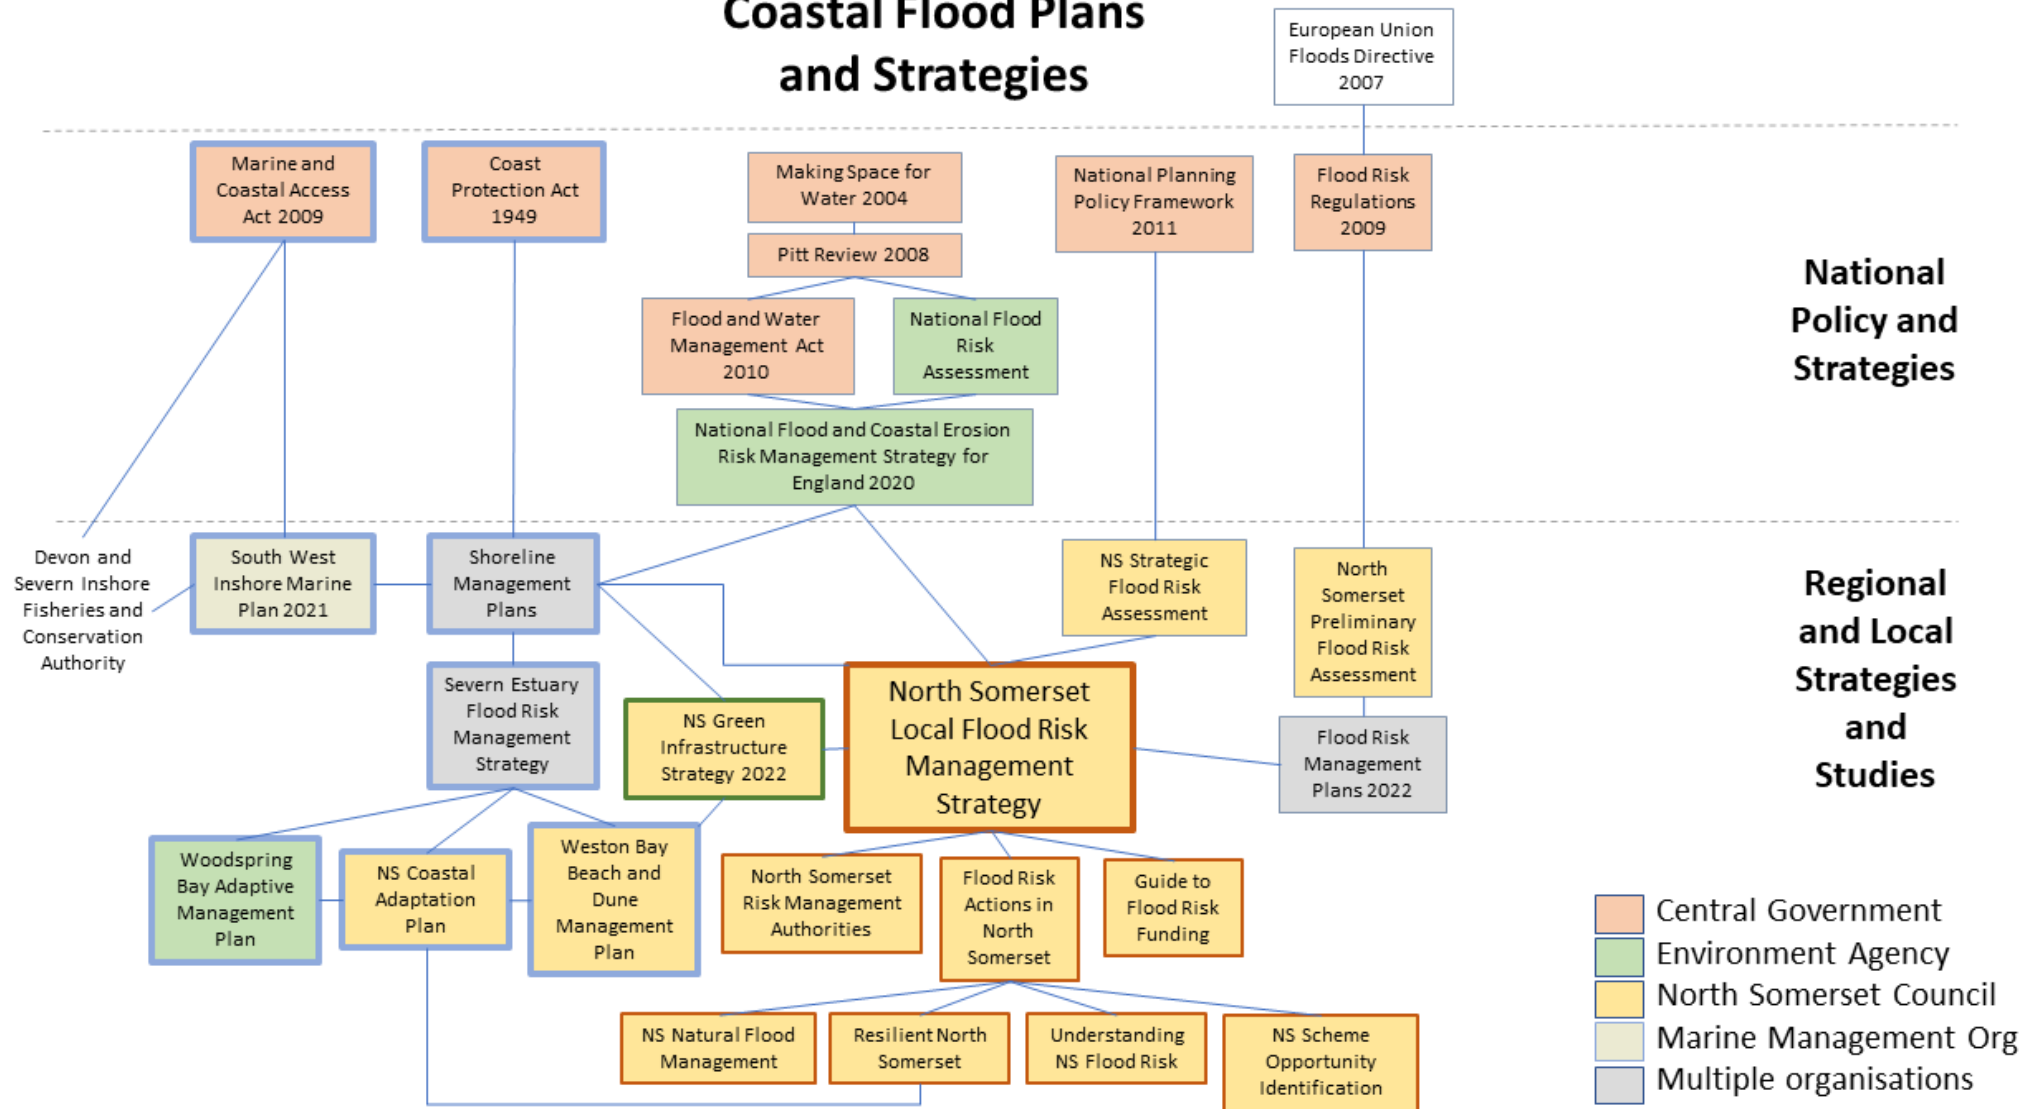 Coastal Flood Plans
and Strategies
European Union
Floods Directive
2007
Marine and
Coastal Access
Act 2009
Coast
Protection Act
1949
Making Space for
Water 2004
National Planning
Policy Framework
2011
Flood Risk
Regulations
2009
Pitt Review 2008
Flood and Water
Management Act
2010
National Flood
Risk
Assessment
National
Policy and
Strategies
National Flood and Coastal Erosion
Risk Management Strategy for
England 2020
Devon and
Severn Inshore
Fisheries and
Conservation
Authority
South West
Inshore Marine
Plan 2021
Shoreline
Management
Plans
NS Strategic
Flood Risk
Assessment
North
Somerset
Preliminary
Flood Risk
Assessment
Regional
and Local
Strategies
and
Studies
Severn Estuary
Flood Risk
Management
Strategy
NS Green
Infrastructure
Strategy 2022
North Somerset
Local Flood Risk
Management
Strategy
Flood Risk
Management
Plans 2022
Woodspring
Bay Adaptive
Management
Plan
NS Coastal
Adaptation
Plan
Weston Bay
Beach and
Dune
Management
Plan
North Somerset
Risk Management
Authorities
Flood Risk
Actions in
North
Somerset
Guide to
Flood Risk
Funding
NS Natural Flood
Management
Resilient North
Somerset
Understanding
NS Flood Risk
NS Scheme
Opportunity
Identification
Central Government
Environment Agency
North Somerset Council
Marine Management Org
Multiple organisations